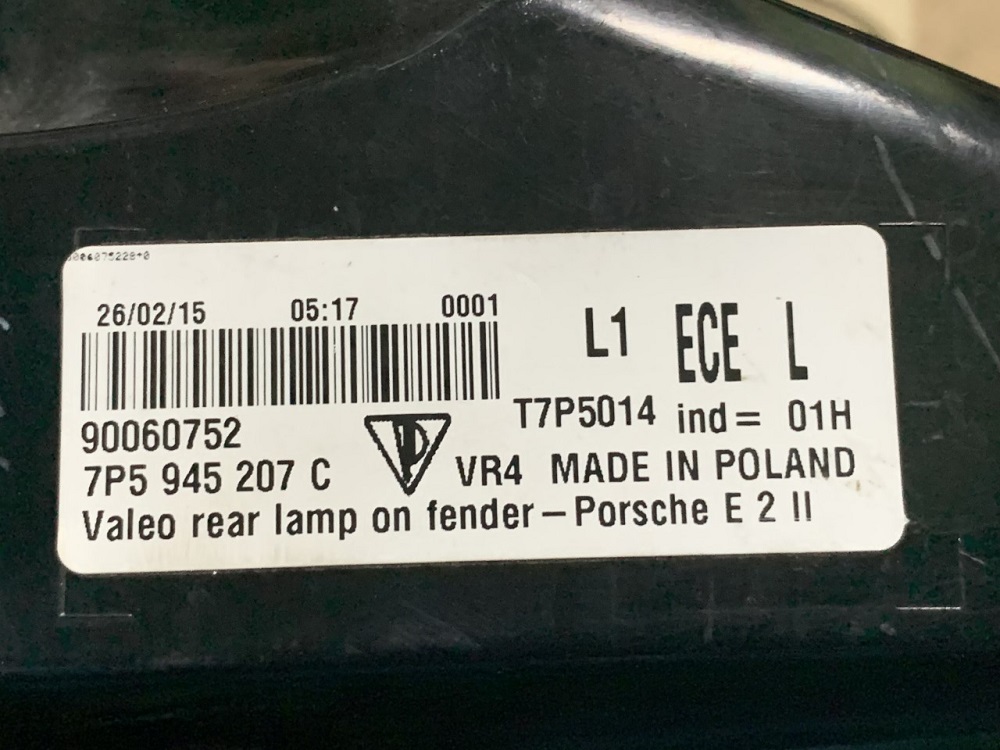 26/02/15 05:17 0001
L1 ECE L
90060752
T7P5014 ind = 01H
7P5 945 207 C
VR4 MADE IN POLAND
Valeo rear lamp on fender – Porsche E 2 II